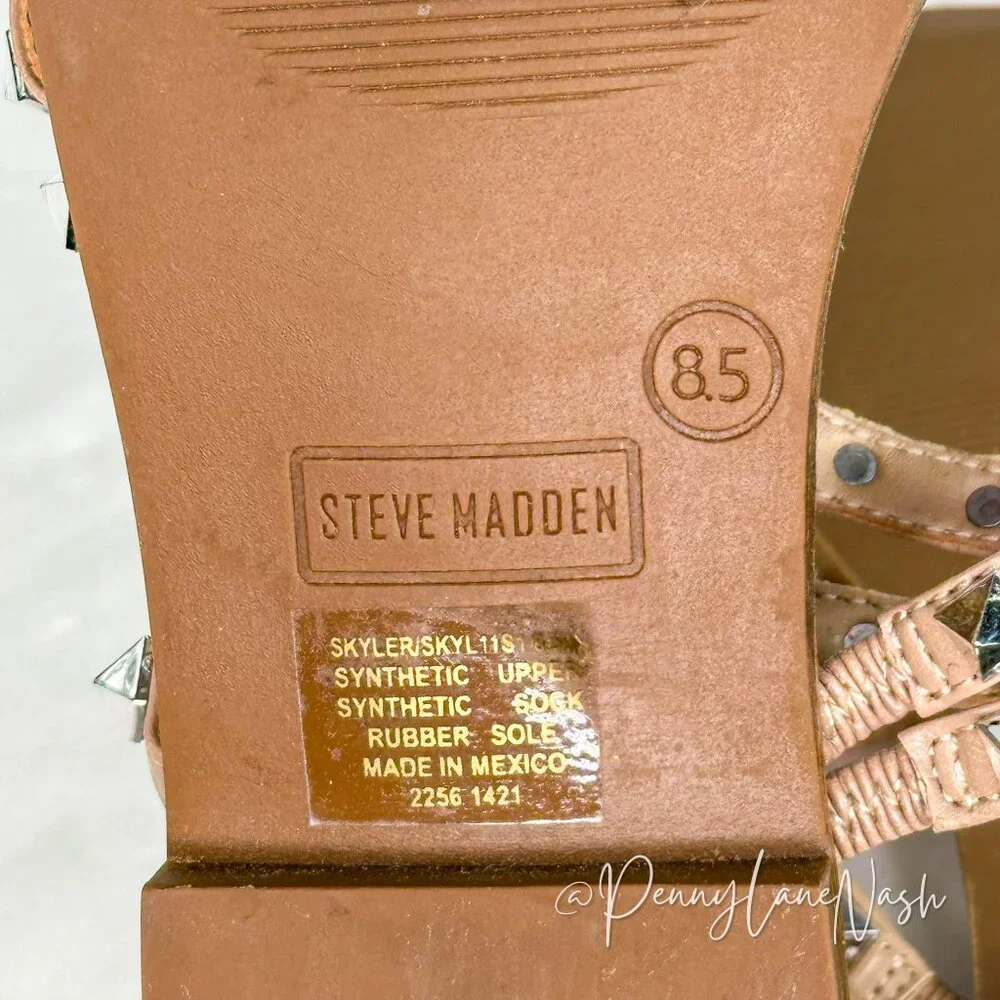 8.5
STEVE MADDEN
SKYLER/SKYL11S
SYNTHETIC UPPER
SYNTHETIC SOCK
RUBBER SOLE
MADE IN MEXICO
2256 1421
@PennyLaneNash